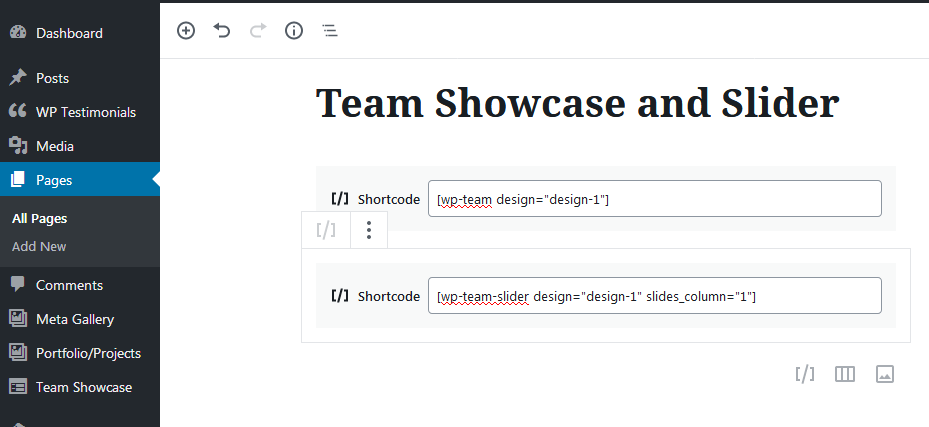 Dashboard
Posts
WP Testimonials
Media
Pages
All Pages
Add New
Comments
Meta Gallery
Portfolio/Projects
Team Showcase
Team Showcase and Slider
[/] Shortcode [wp-team design="design-1"]
[/]
[/] Shortcode [wp-team-slider design="design-1" slides_column="1"]
[/]